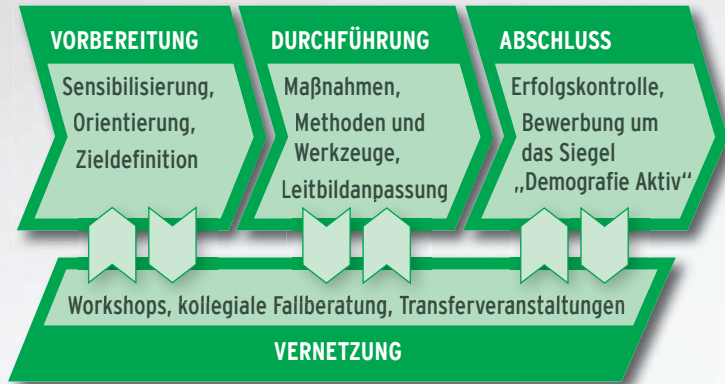 VORBEREITUNG
Sensibilisierung,
Orientierung,
Zieldefinition
DURCHFÜHRUNG
Maßnahmen,
Methoden und
Werkzeuge,
Leitbildanpassung
ABSCHLUSS
Erfolgskontrolle,
Bewerbung um
das Siegel
„Demografie Aktiv“
Workshops, kollegiale Fallberatung, Transferveranstaltungen
VERNETZUNG